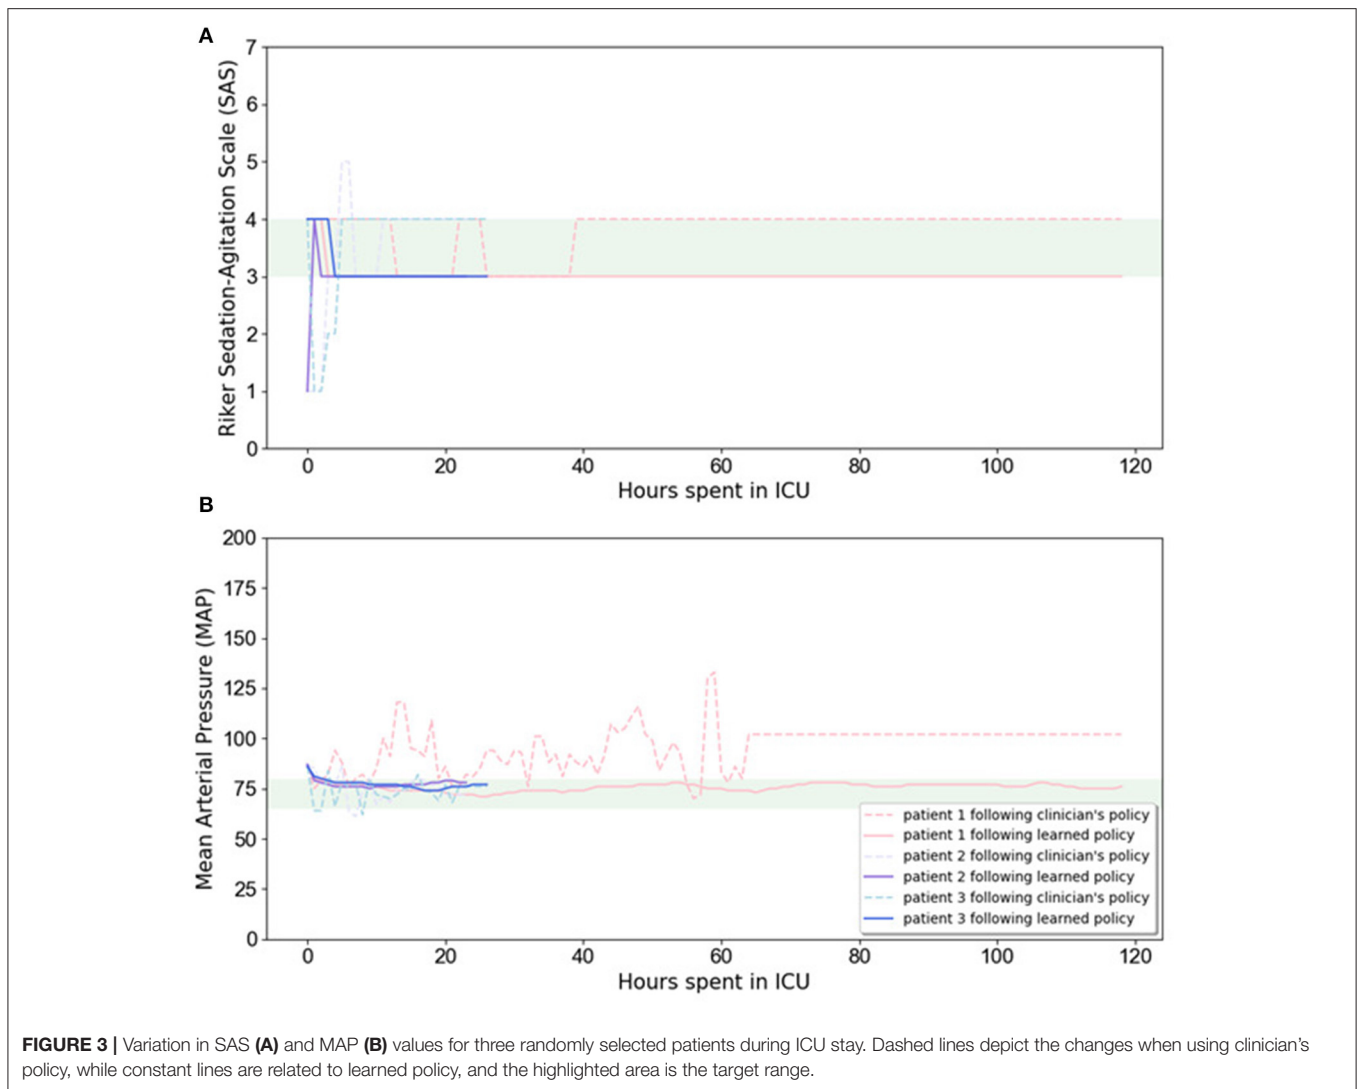 A
7
6
5
4
3
2
1
0
Riker Sedation-Agitation Scale (SAS)
0 20 40 60 80 100 120
Hours spent in ICU
B
200
175
150
125
100
75
50
25
0
Mean Arterial Pressure (MAP)
patient 1 following clinician's policy
patient 1 following learned policy
patient 2 following clinician's policy
patient 2 following learned policy
patient 3 following clinician's policy
patient 3 following learned policy
0 20 40 60 80 100 120
Hours spent in ICU
FIGURE 3 | Variation in SAS (A) and MAP (B) values for three randomly selected patients during ICU stay. Dashed lines depict the changes when using clinician's
policy, while constant lines are related to learned policy, and the highlighted area is the target range.